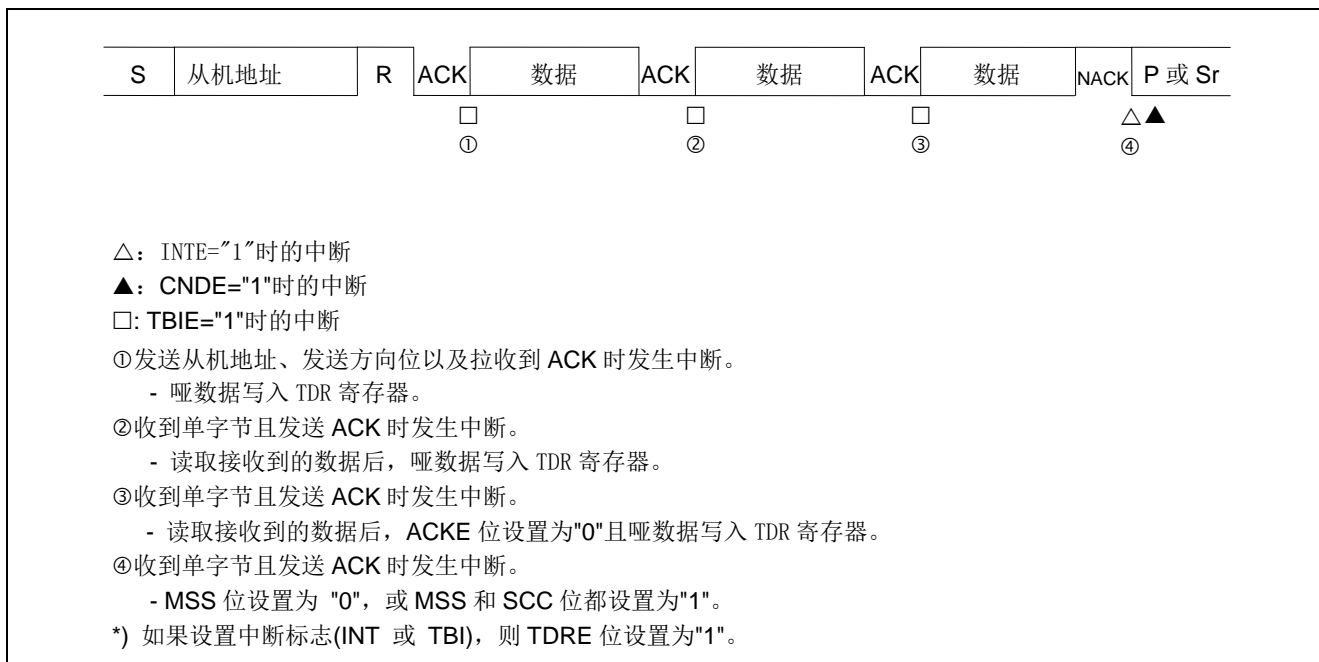 S 从机地址 R ACK 数据 ACK 数据 ACK 数据 NACK P 或 Sr
□ □ □ △▲
① ② ③ ④
△：INTE="1"时的中断
▲：CNDE="1"时的中断
□: TBIE="1"时的中断
①发送从机地址、发送方向位以及拉收到 ACK 时发生中断。
- 哑数据写入 TDR 寄存器。
②收到单字节且发送 ACK 时发生中断。
- 读取接收到的数据后，哑数据写入 TDR 寄存器。
③收到单字节且发送 ACK 时发生中断。
- 读取接收到的数据后，ACKE 位设置为"0"且哑数据写入 TDR 寄存器。
④收到单字节且发送 ACK 时发生中断。
- MSS 位设置为 "0"，或 MSS 和 SCC 位都设置为"1"。
*) 如果设置中断标志(INT 或 TBI)，则 TDRE 位设置为"1"。